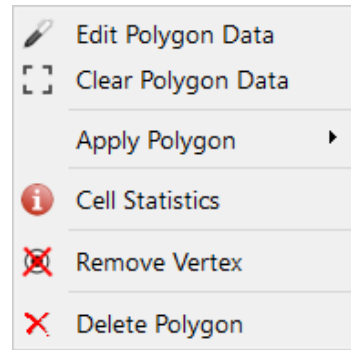 Edit Polygon Data
Clear Polygon Data
Apply Polygon
Cell Statistics
Remove Vertex
Delete Polygon